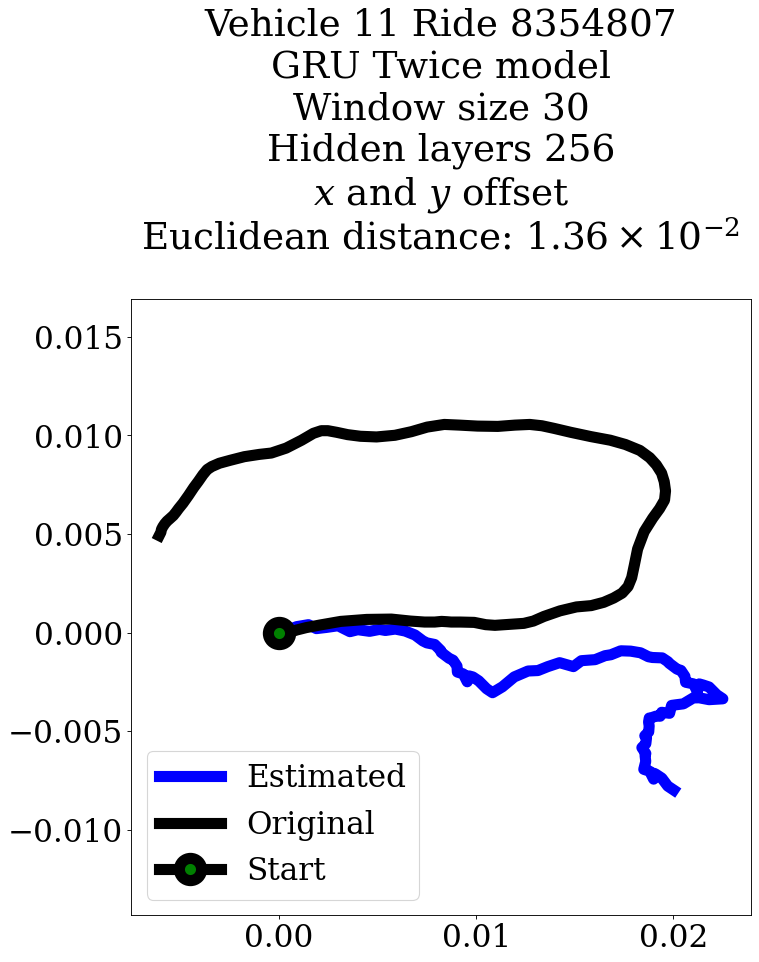 Vehicle 11 Ride 8354807
GRU Twice model
Window size 30
Hidden layers 256
x and y offset
Euclidean distance: 1.36 × 10⁻²
0.015
0.010
0.005
0.000
−0.005
−0.010
Estimated
Original
Start
0.00 0.01 0.02